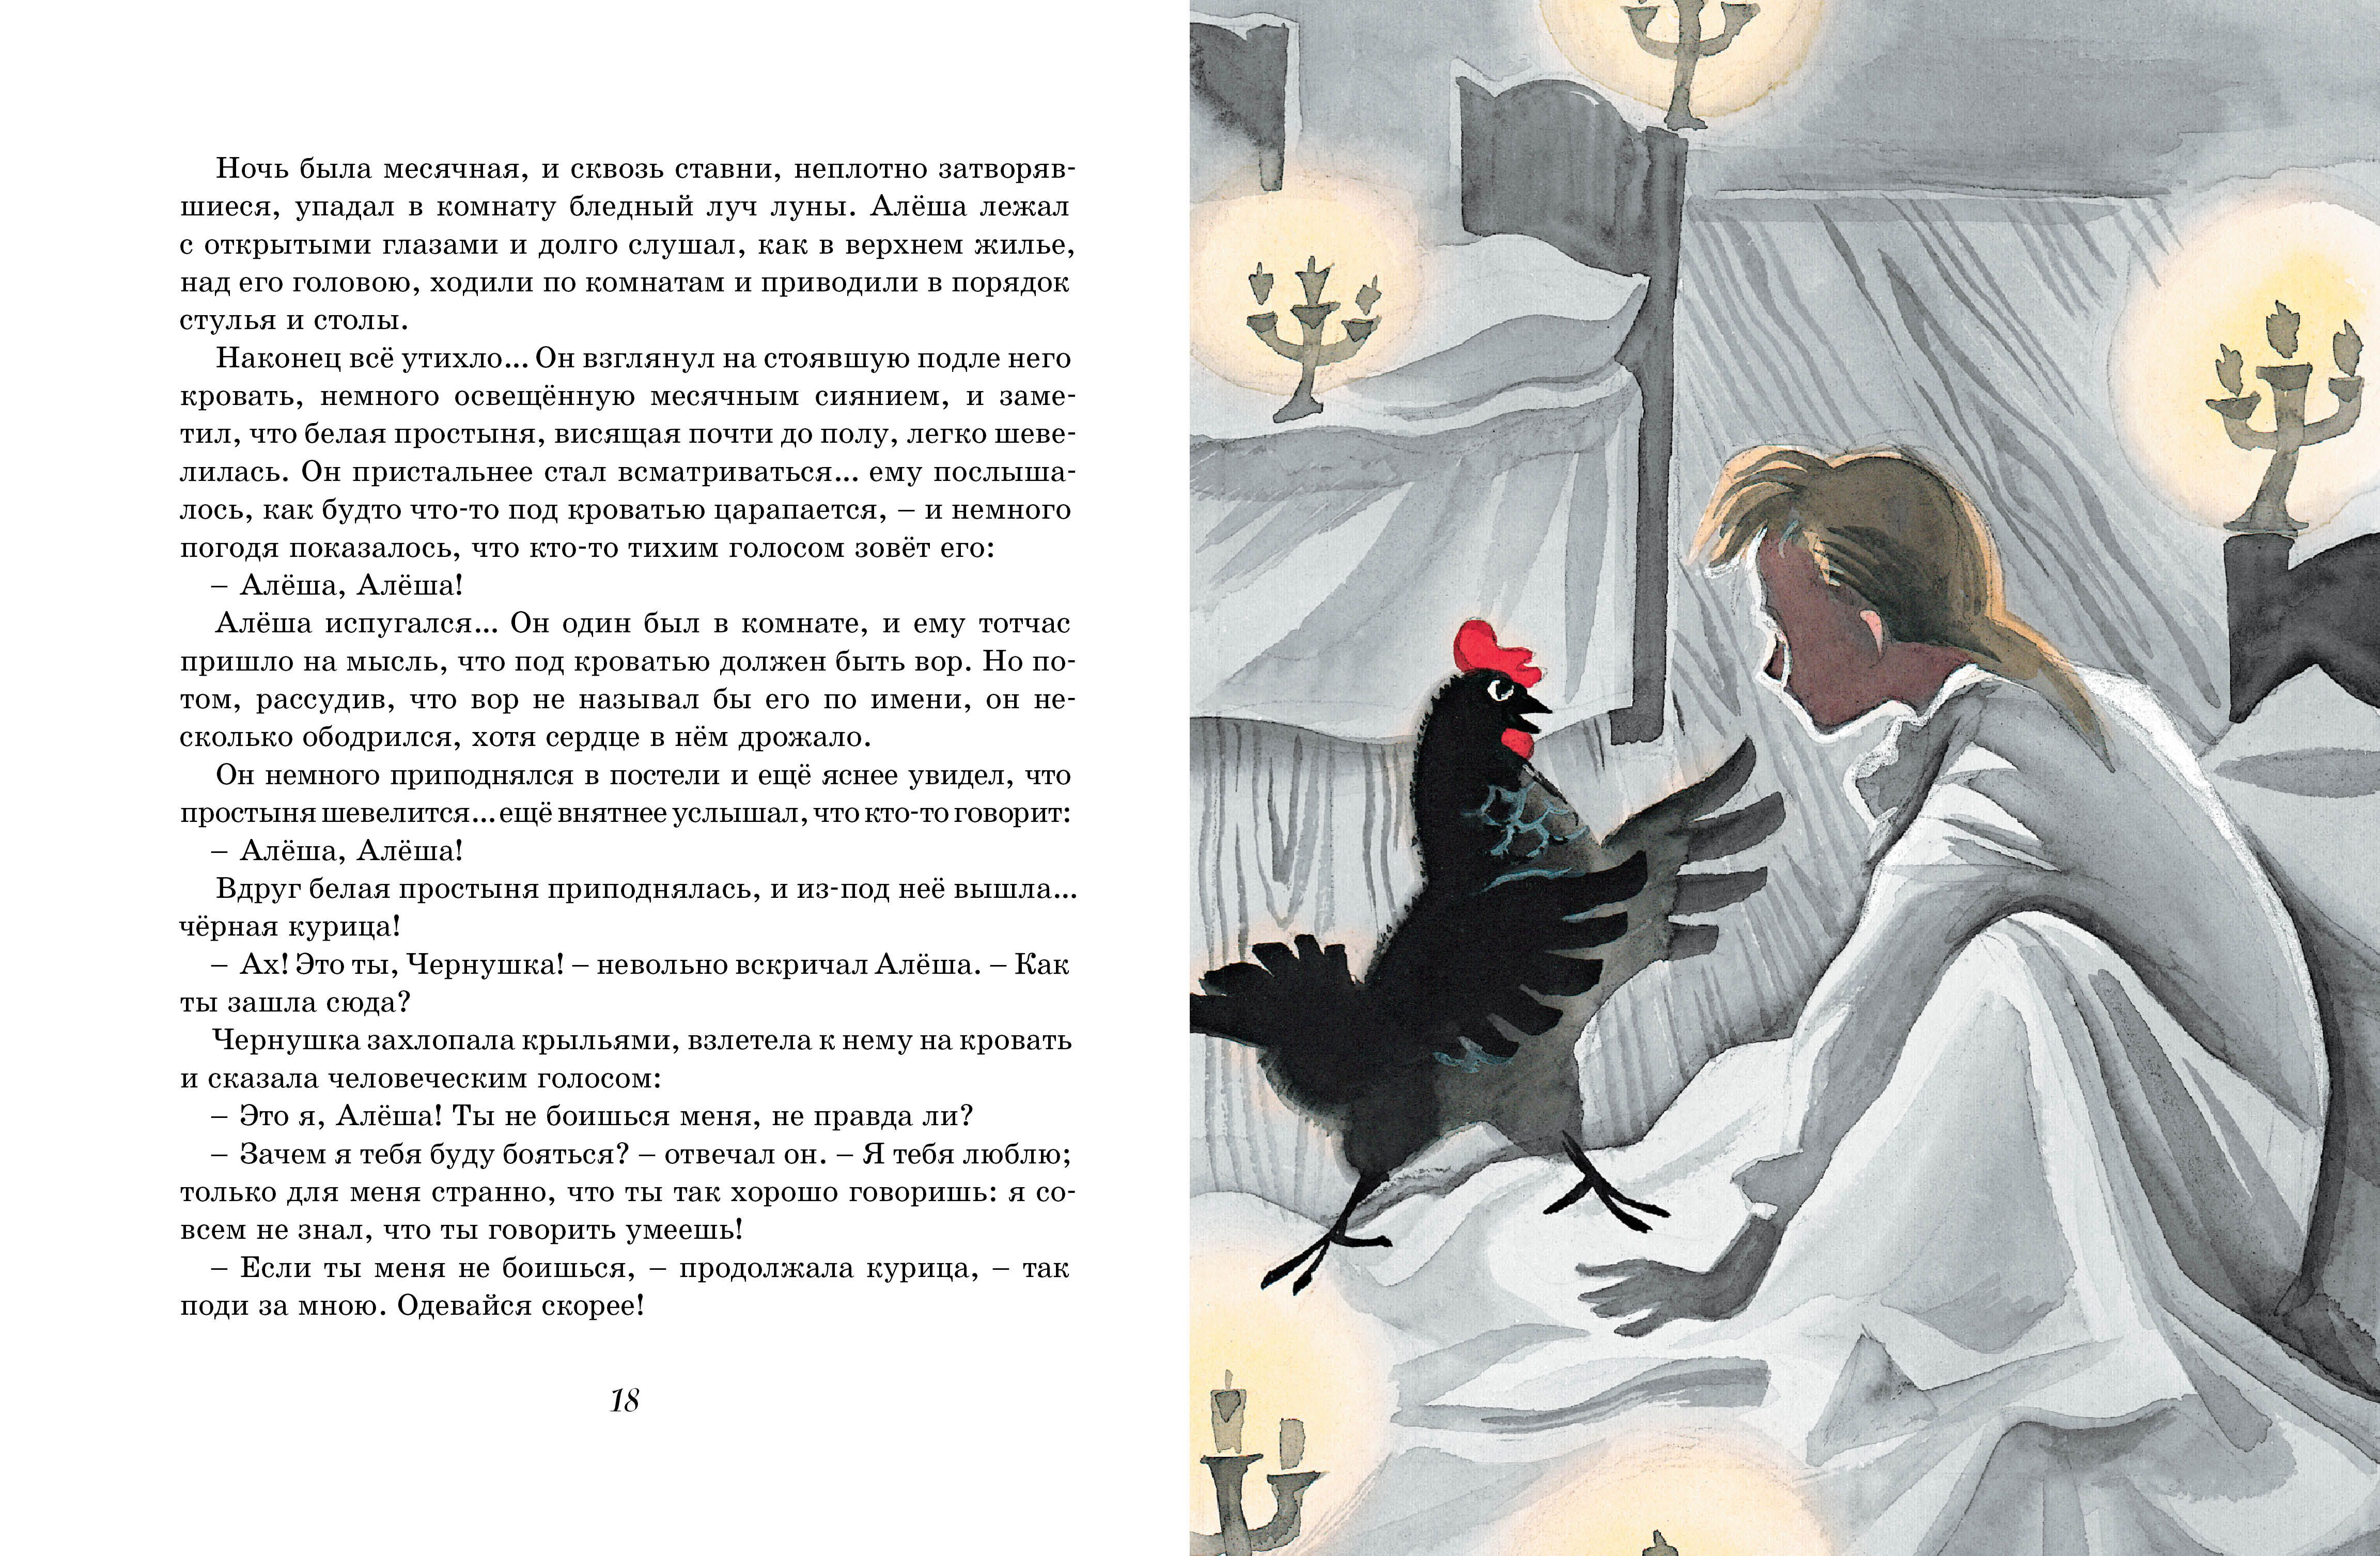 Ночь была месячная, и сквозь ставни, неплотно затворяв-
шиеся, упадал в комнату бледный луч луны. Алёша лежал
с открытыми глазами и долго слушал, как в верхнем жилье,
над его головою, ходили по комнатам и приводили в порядок
стулья и столы.
Наконец всё утихло... Он взглянул на стоявшую подле него
кровать, немного освещённую месячным сиянием, и заме-
тил, что белая простыня, висящая почти до полу, легко шеве-
лилась. Он пристальнее стал всматриваться... ему послыша-
лось, как будто что-то под кроватью царапается, – и немного
погодя показалось, что кто-то тихим голосом зовёт его:
– Алёша, Алёша!
Алёша испугался... Он один был в комнате, и ему тотчас
пришло на мысль, что под кроватью должен быть вор. Но по-
том, рассудив, что вор не называл бы его по имени, он не-
сколько ободрился, хотя сердце в нём дрожало.
Он немного приподнялся в постели и ещё яснее увидел, что
простыня шевелится... ещё внятнее услышал, что кто-то говорит:
– Алёша, Алёша!
Вдруг белая простыня приподнялась, и из-под неё вышла...
чёрная курица!
– Ах! Это ты, Чернушка! – невольно вскричал Алёша. – Как
ты зашла сюда?
Чернушка захлопала крыльями, взлетела к нему на кровать
и сказала человеческим голосом:
– Это я, Алёша! Ты не боишься меня, не правда ли?
– Зачем я тебя буду бояться? – отвечал он. – Я тебя люблю;
только для меня странно, что ты так хорошо говоришь: я со-
всем не знал, что ты говорить умеешь!
– Если ты меня не боишься, – продолжала курица, – так
поди за мною. Одевайся скорее!
18